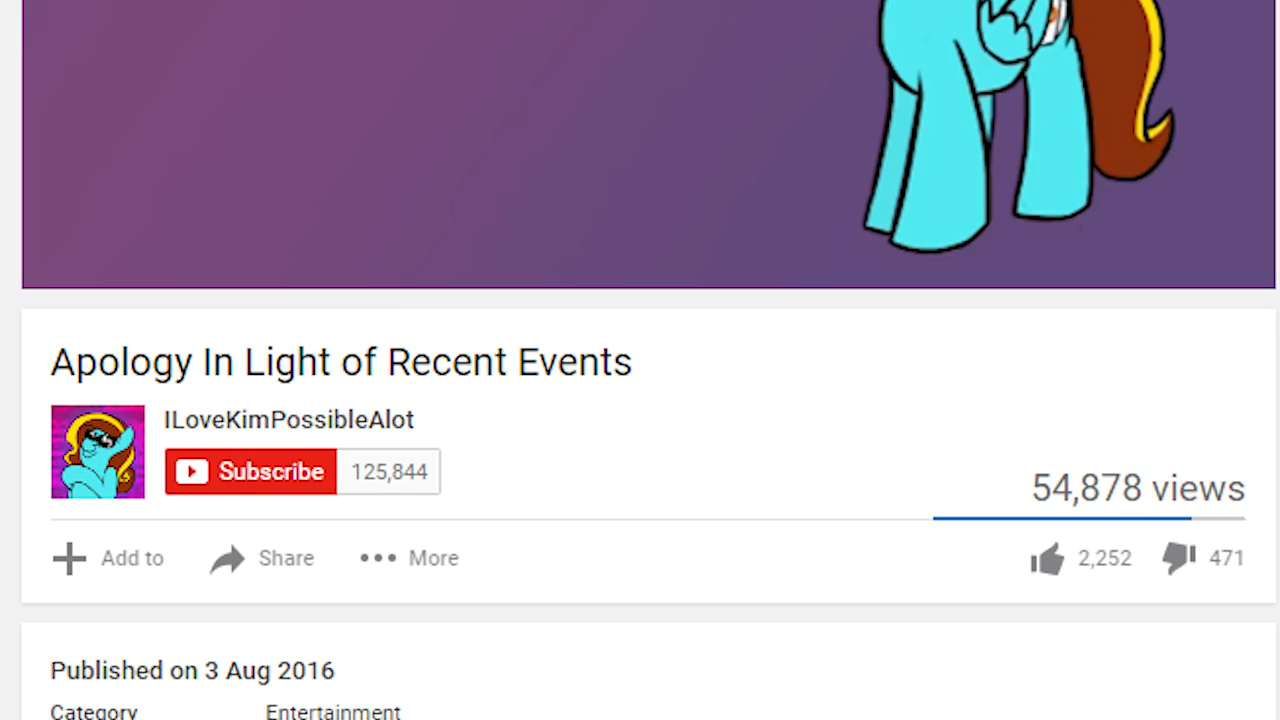 Apology In Light of Recent Events
ILoveKimPossibleAlot
Subscribe 125,844
54,878 views
Add to Share More 2,252 471
Published on 3 Aug 2016
Category Entertainment